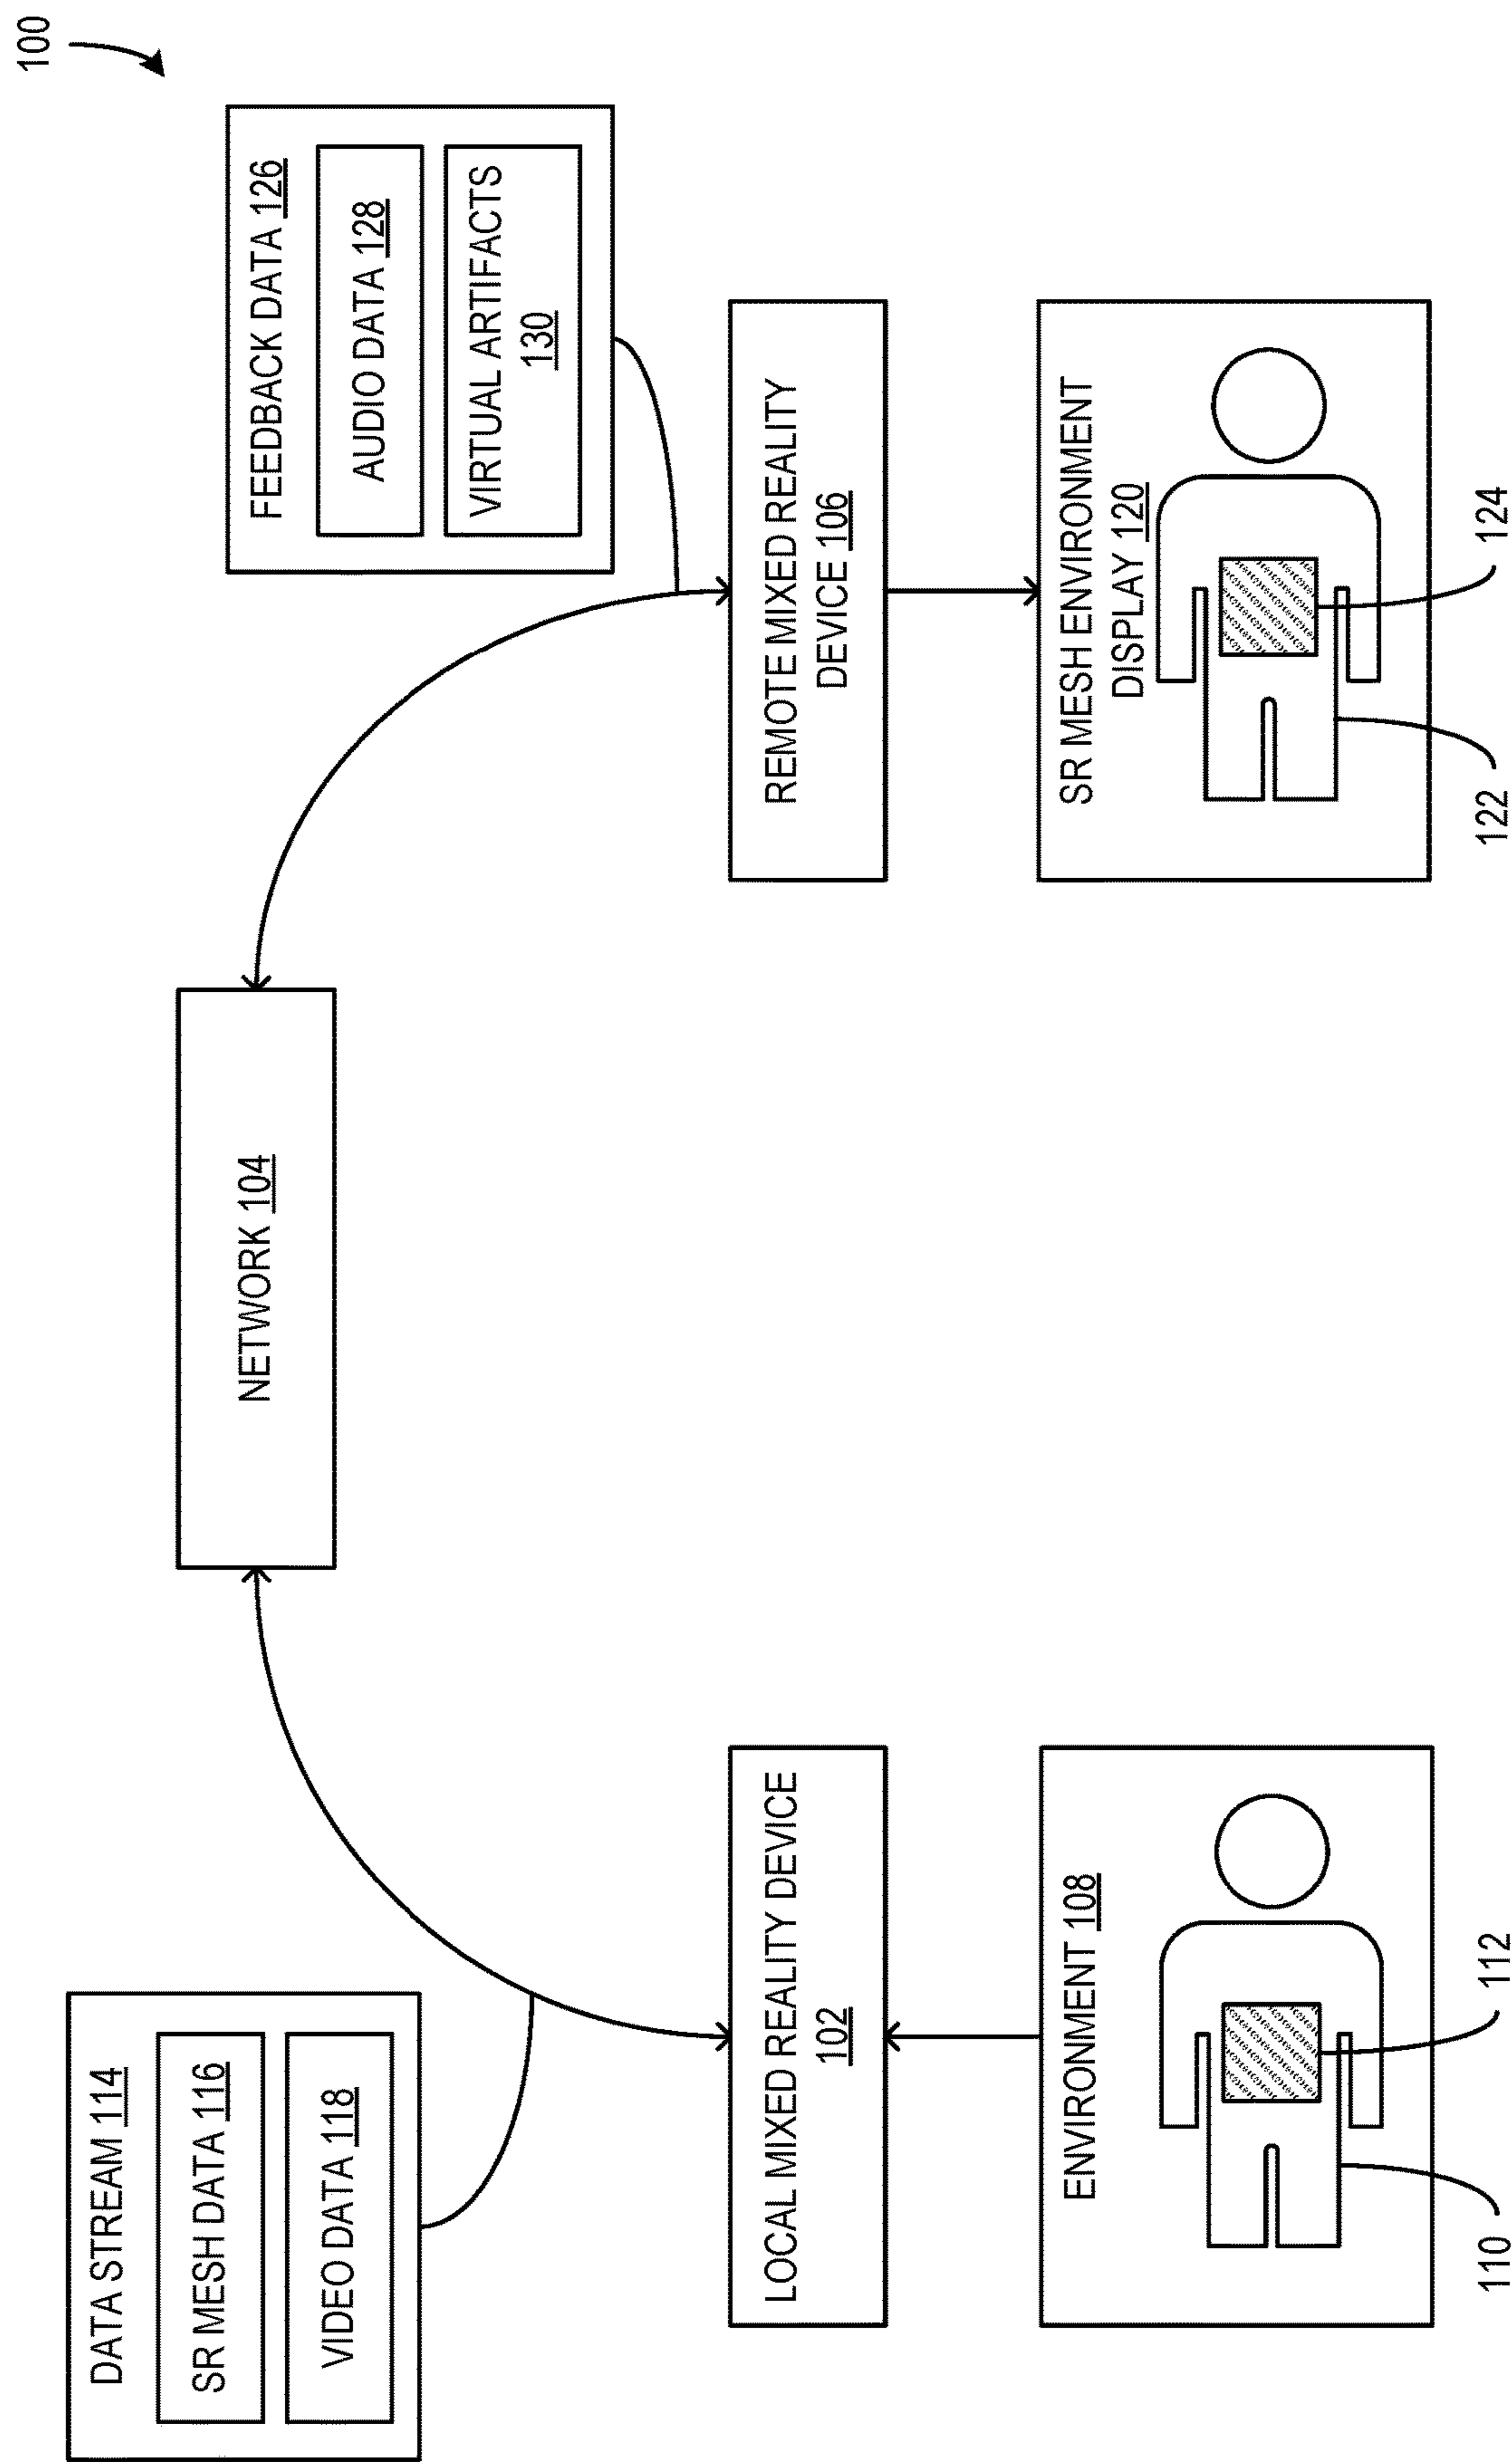 100
DATA STREAM 114
SR MESH DATA 116
VIDEO DATA 118
NETWORK 104
FEEDBACK DATA 126
AUDIO DATA 128
VIRTUAL ARTIFACTS
130
LOCAL MIXED REALITY DEVICE
102
REMOTE MIXED REALITY
DEVICE 106
ENVIRONMENT 108
110
112
SR MESH ENVIRONMENT
DISPLAY 120
122
124